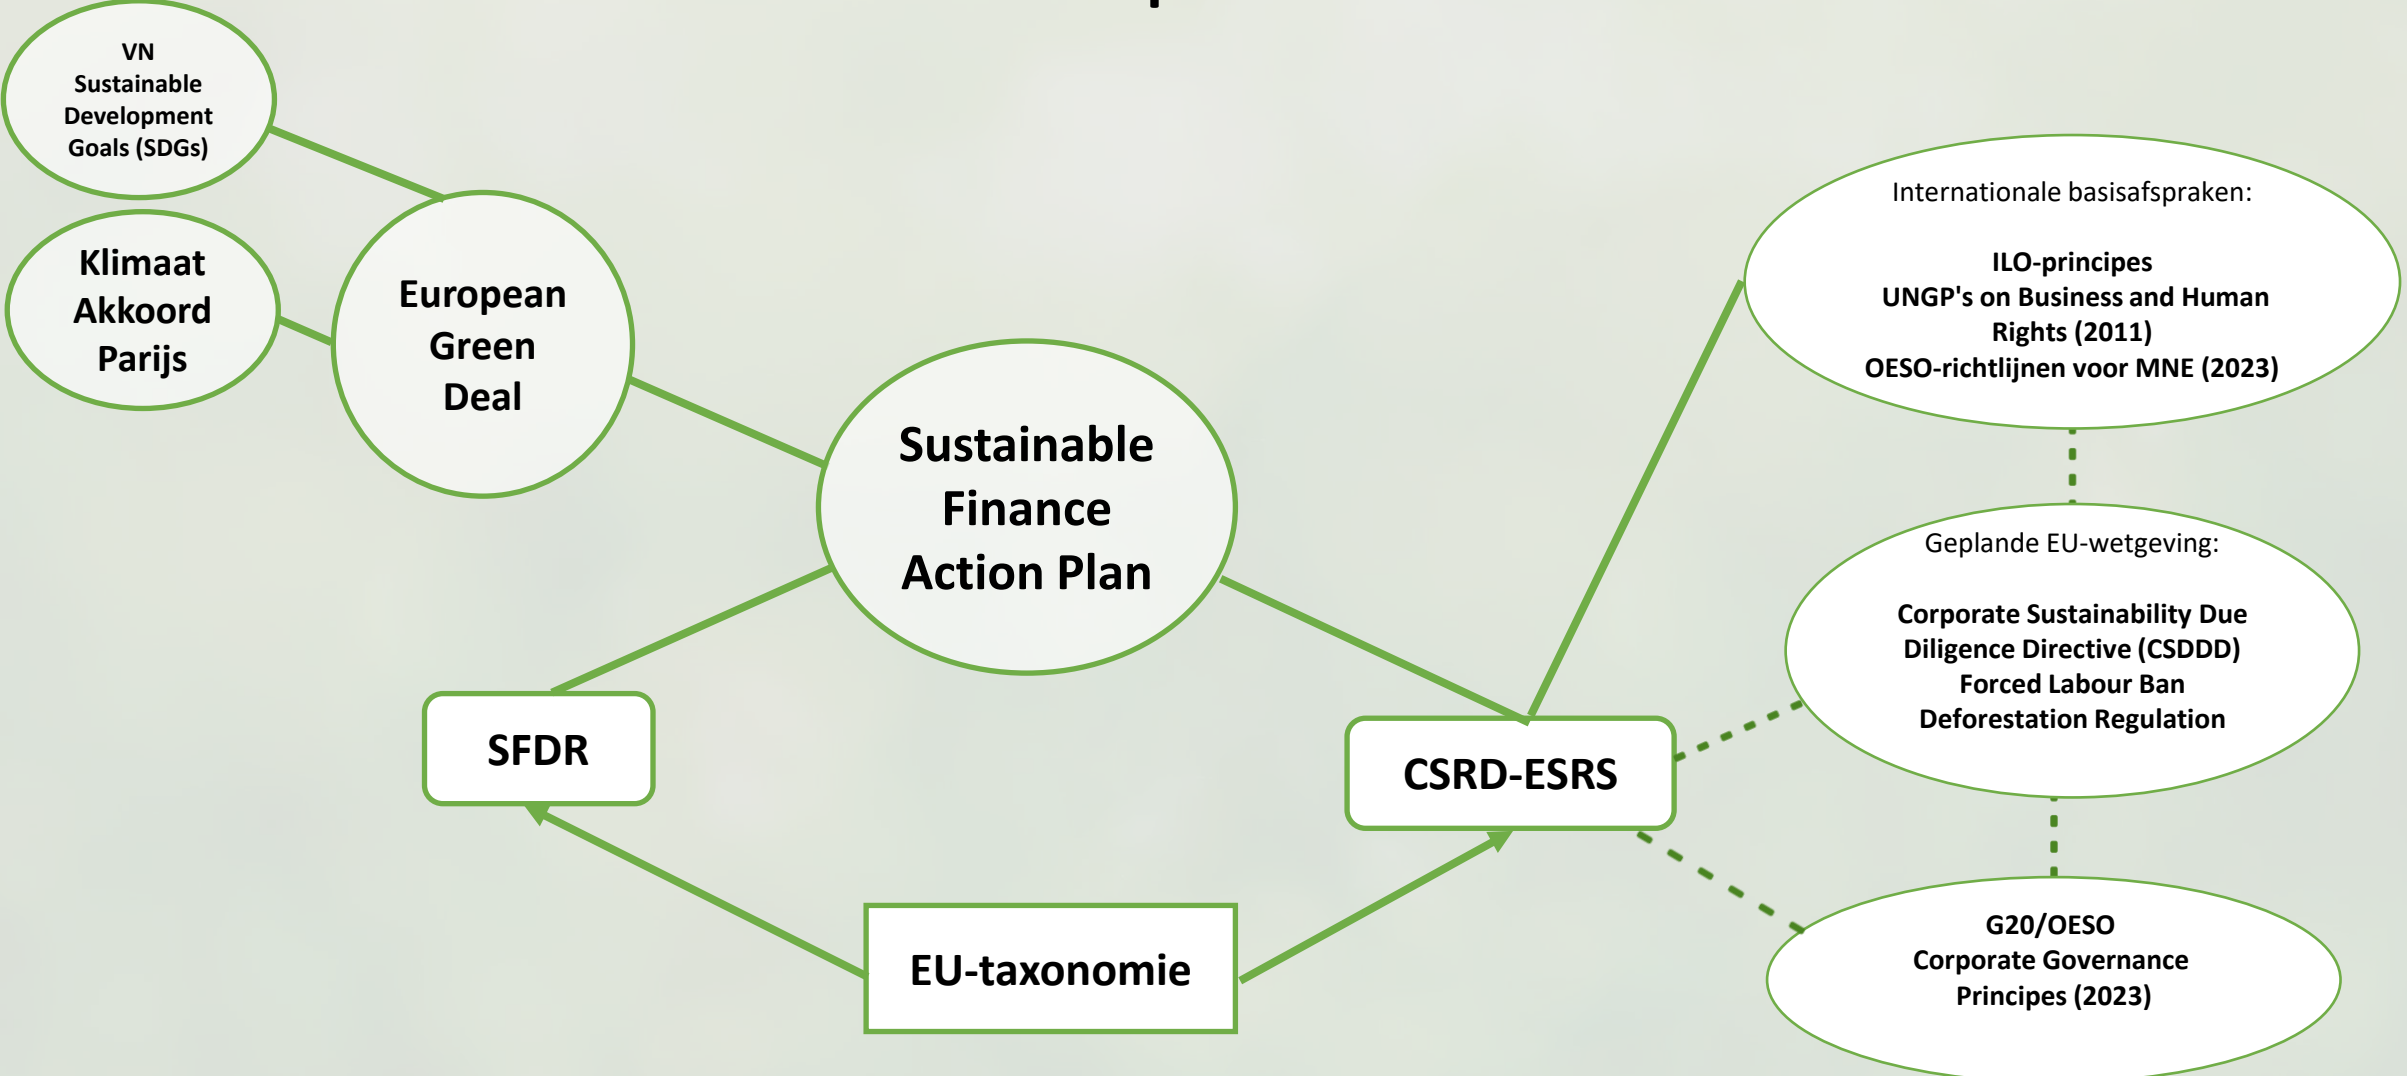 VN
Sustainable
Development
Goals (SDGs)
Klimaat
Akkoord
Parijs
European
Green
Deal
Sustainable
Finance
Action Plan
SFDR
EU-taxonomie
CSRD-ESRS
Internationale basisafspraken:
ILO-principes
UNGP's on Business and Human
Rights (2011)
OESO-richtlijnen voor MNE (2023)
Geplande EU-wetgeving:
Corporate Sustainability Due
Diligence Directive (CSDDD)
Forced Labour Ban
Deforestation Regulation
G20/OESO
Corporate Governance
Principes (2023)